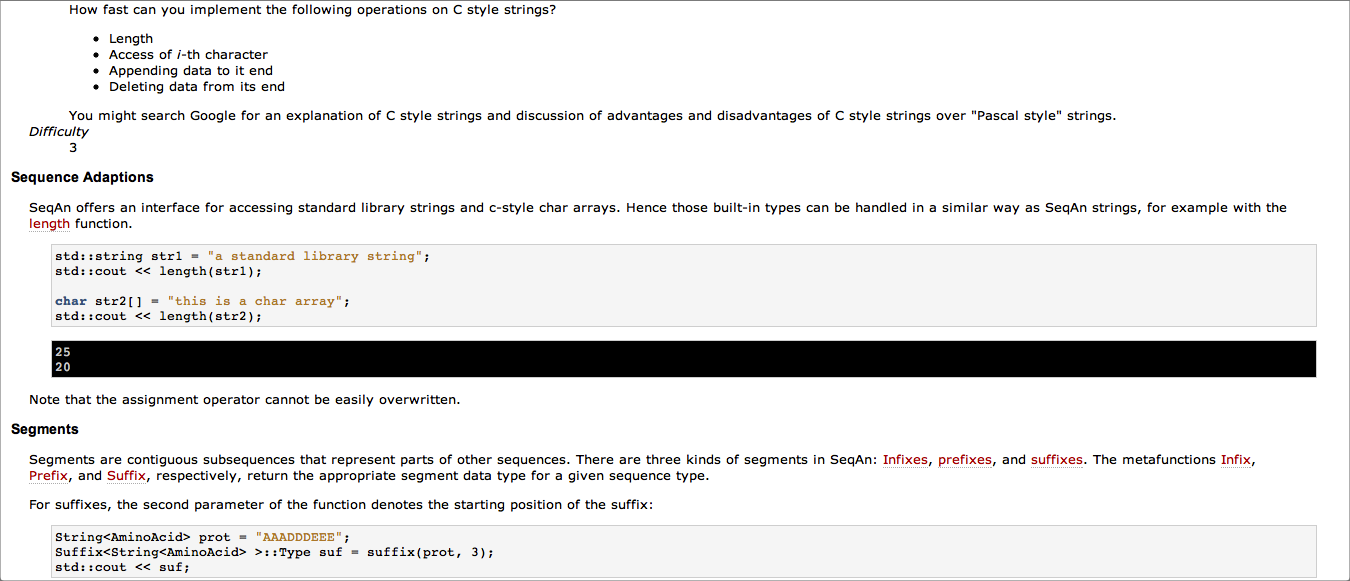 How fast can you implement the following operations on C style strings?
• Length
• Access of i-th character
• Appending data to it end
• Deleting data from its end
You might search Google for an explanation of C style strings and discussion of advantages and disadvantages of C style strings over "Pascal style" strings.
Difficulty
3
Sequence Adaptions
SeqAn offers an interface for accessing standard library strings and c-style char arrays. Hence those built-in types can be handled in a similar way as SeqAn strings, for example with the
length function.
std::string str1 = "a standard library string";
std::cout << length(str1);
char str2[] = "this is a char array";
std::cout << length(str2);
25
20
Note that the assignment operator cannot be easily overwritten.
Segments
Segments are contiguous subsequences that represent parts of other sequences. There are three kinds of segments in SeqAn: Infixes, prefixes, and suffixes. The metafunctions Infix,
Prefix, and Suffix, respectively, return the appropriate segment data type for a given sequence type.
For suffixes, the second parameter of the function denotes the starting position of the suffix:
String<AminoAcid> prot = "AAADDDEEE";
Suffix<String<AminoAcid> >::Type suf = suffix(prot, 3);
std::cout << suf;